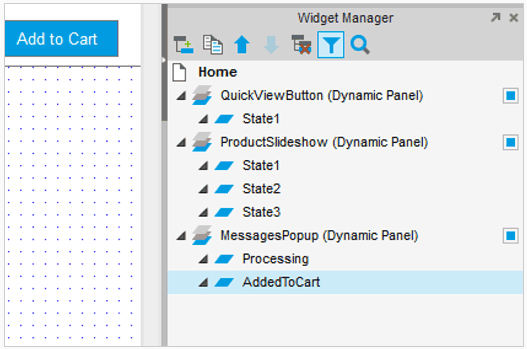 Widget Manager
Add to Cart
Home
QuickViewButton (Dynamic Panel)
State1
ProductSlideshow (Dynamic Panel)
State1
State2
State3
MessagesPopup (Dynamic Panel)
Processing
AddedToCart